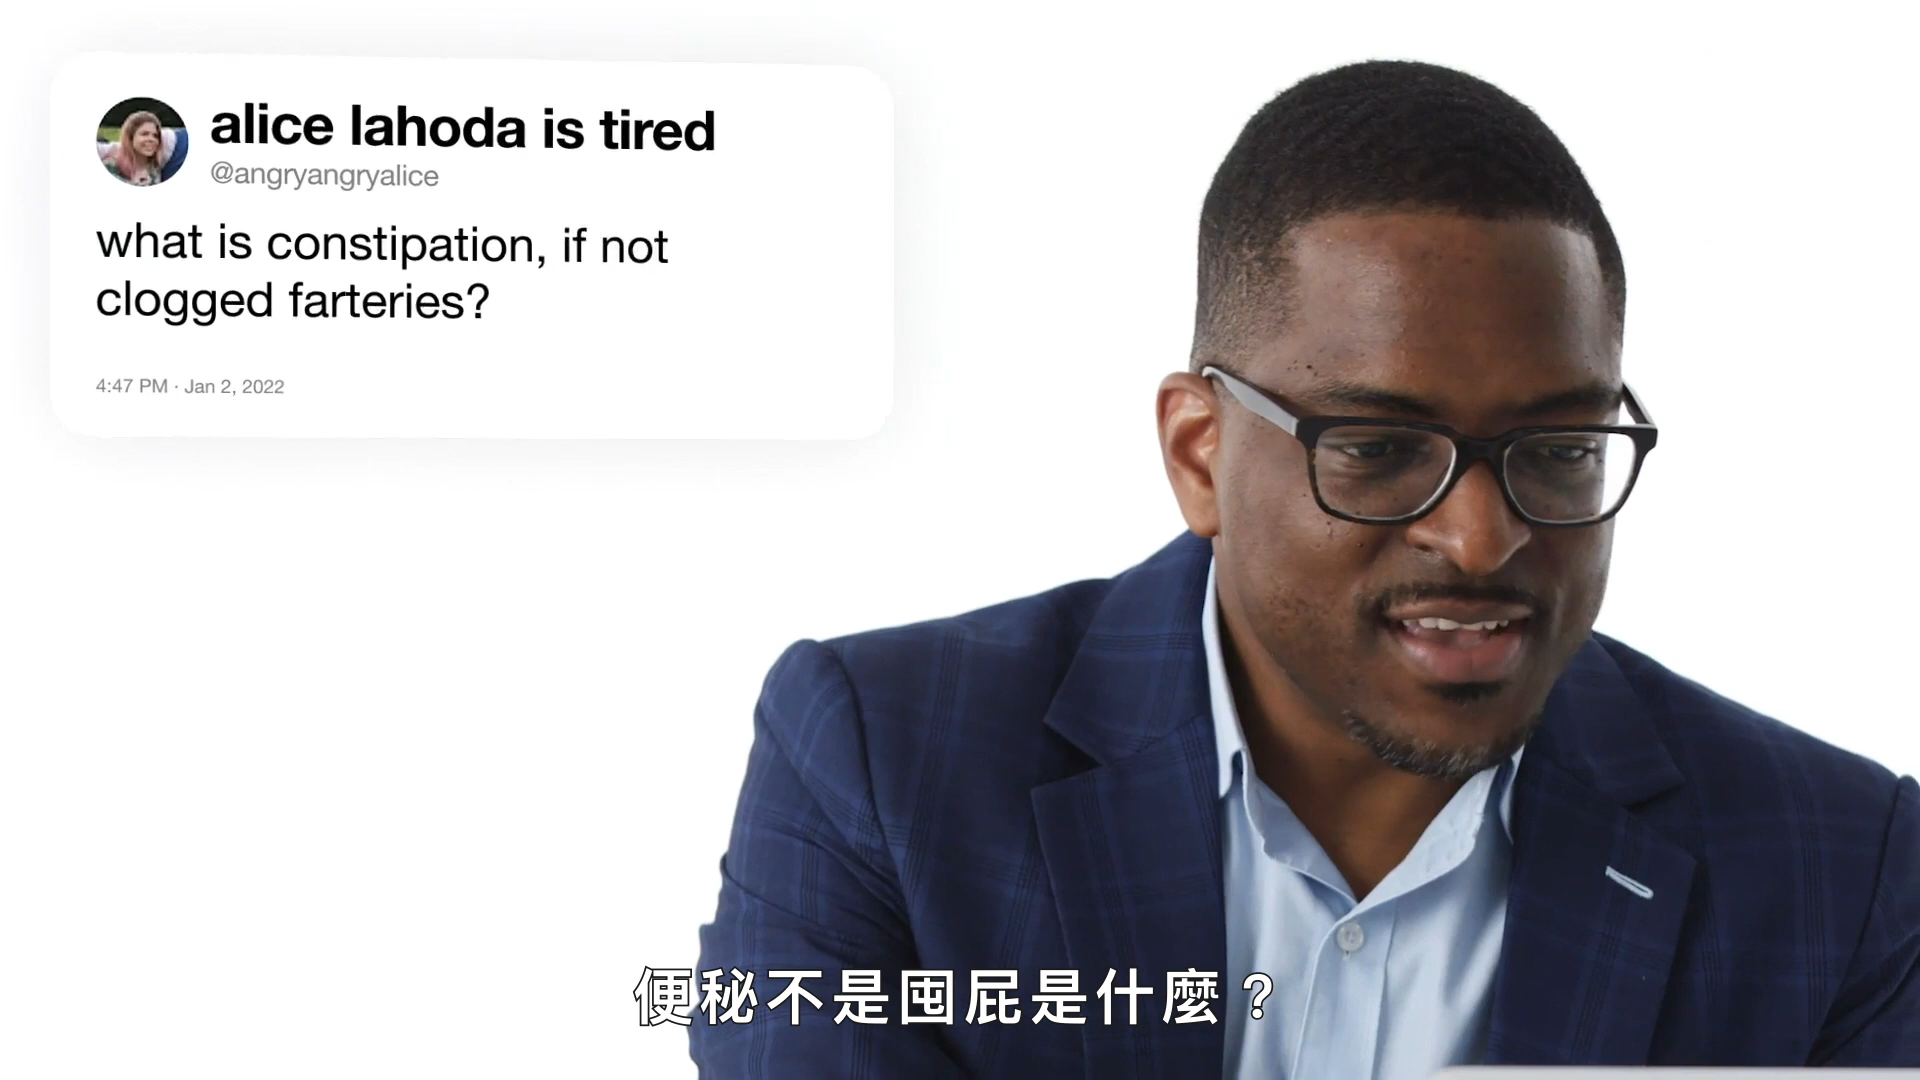 alice lahoda is tired
@angryangryalice
what is constipation, if not
clogged farteries?
4:47 PM · Jan 2, 2022
便秘不是囤屁是什麼？